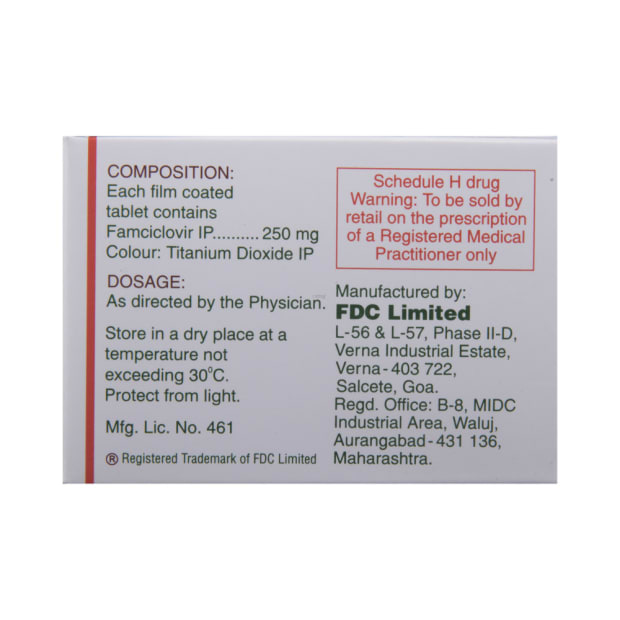 COMPOSITION:
Each film coated
tablet contains
Famciclovir IP.......... 250 mg
Colour: Titanium Dioxide IP
DOSAGE:
As directed by the Physician.
Store in a dry place at a
temperature not
exceeding 30°C.
Protect from light.
Mfg. Lic. No. 461
® Registered Trademark of FDC Limited
Schedule H drug
Warning: To be sold by
retail on the prescription
of a Registered Medical
Practitioner only
Manufactured by:
FDC Limited
L-56 & L-57, Phase II-D,
Verna Industrial Estate,
Verna-403 722,
Salcete, Goa.
Regd. Office: B-8, MIDC
Industrial Area, Waluj,
Aurangabad-431 136,
Maharashtra.